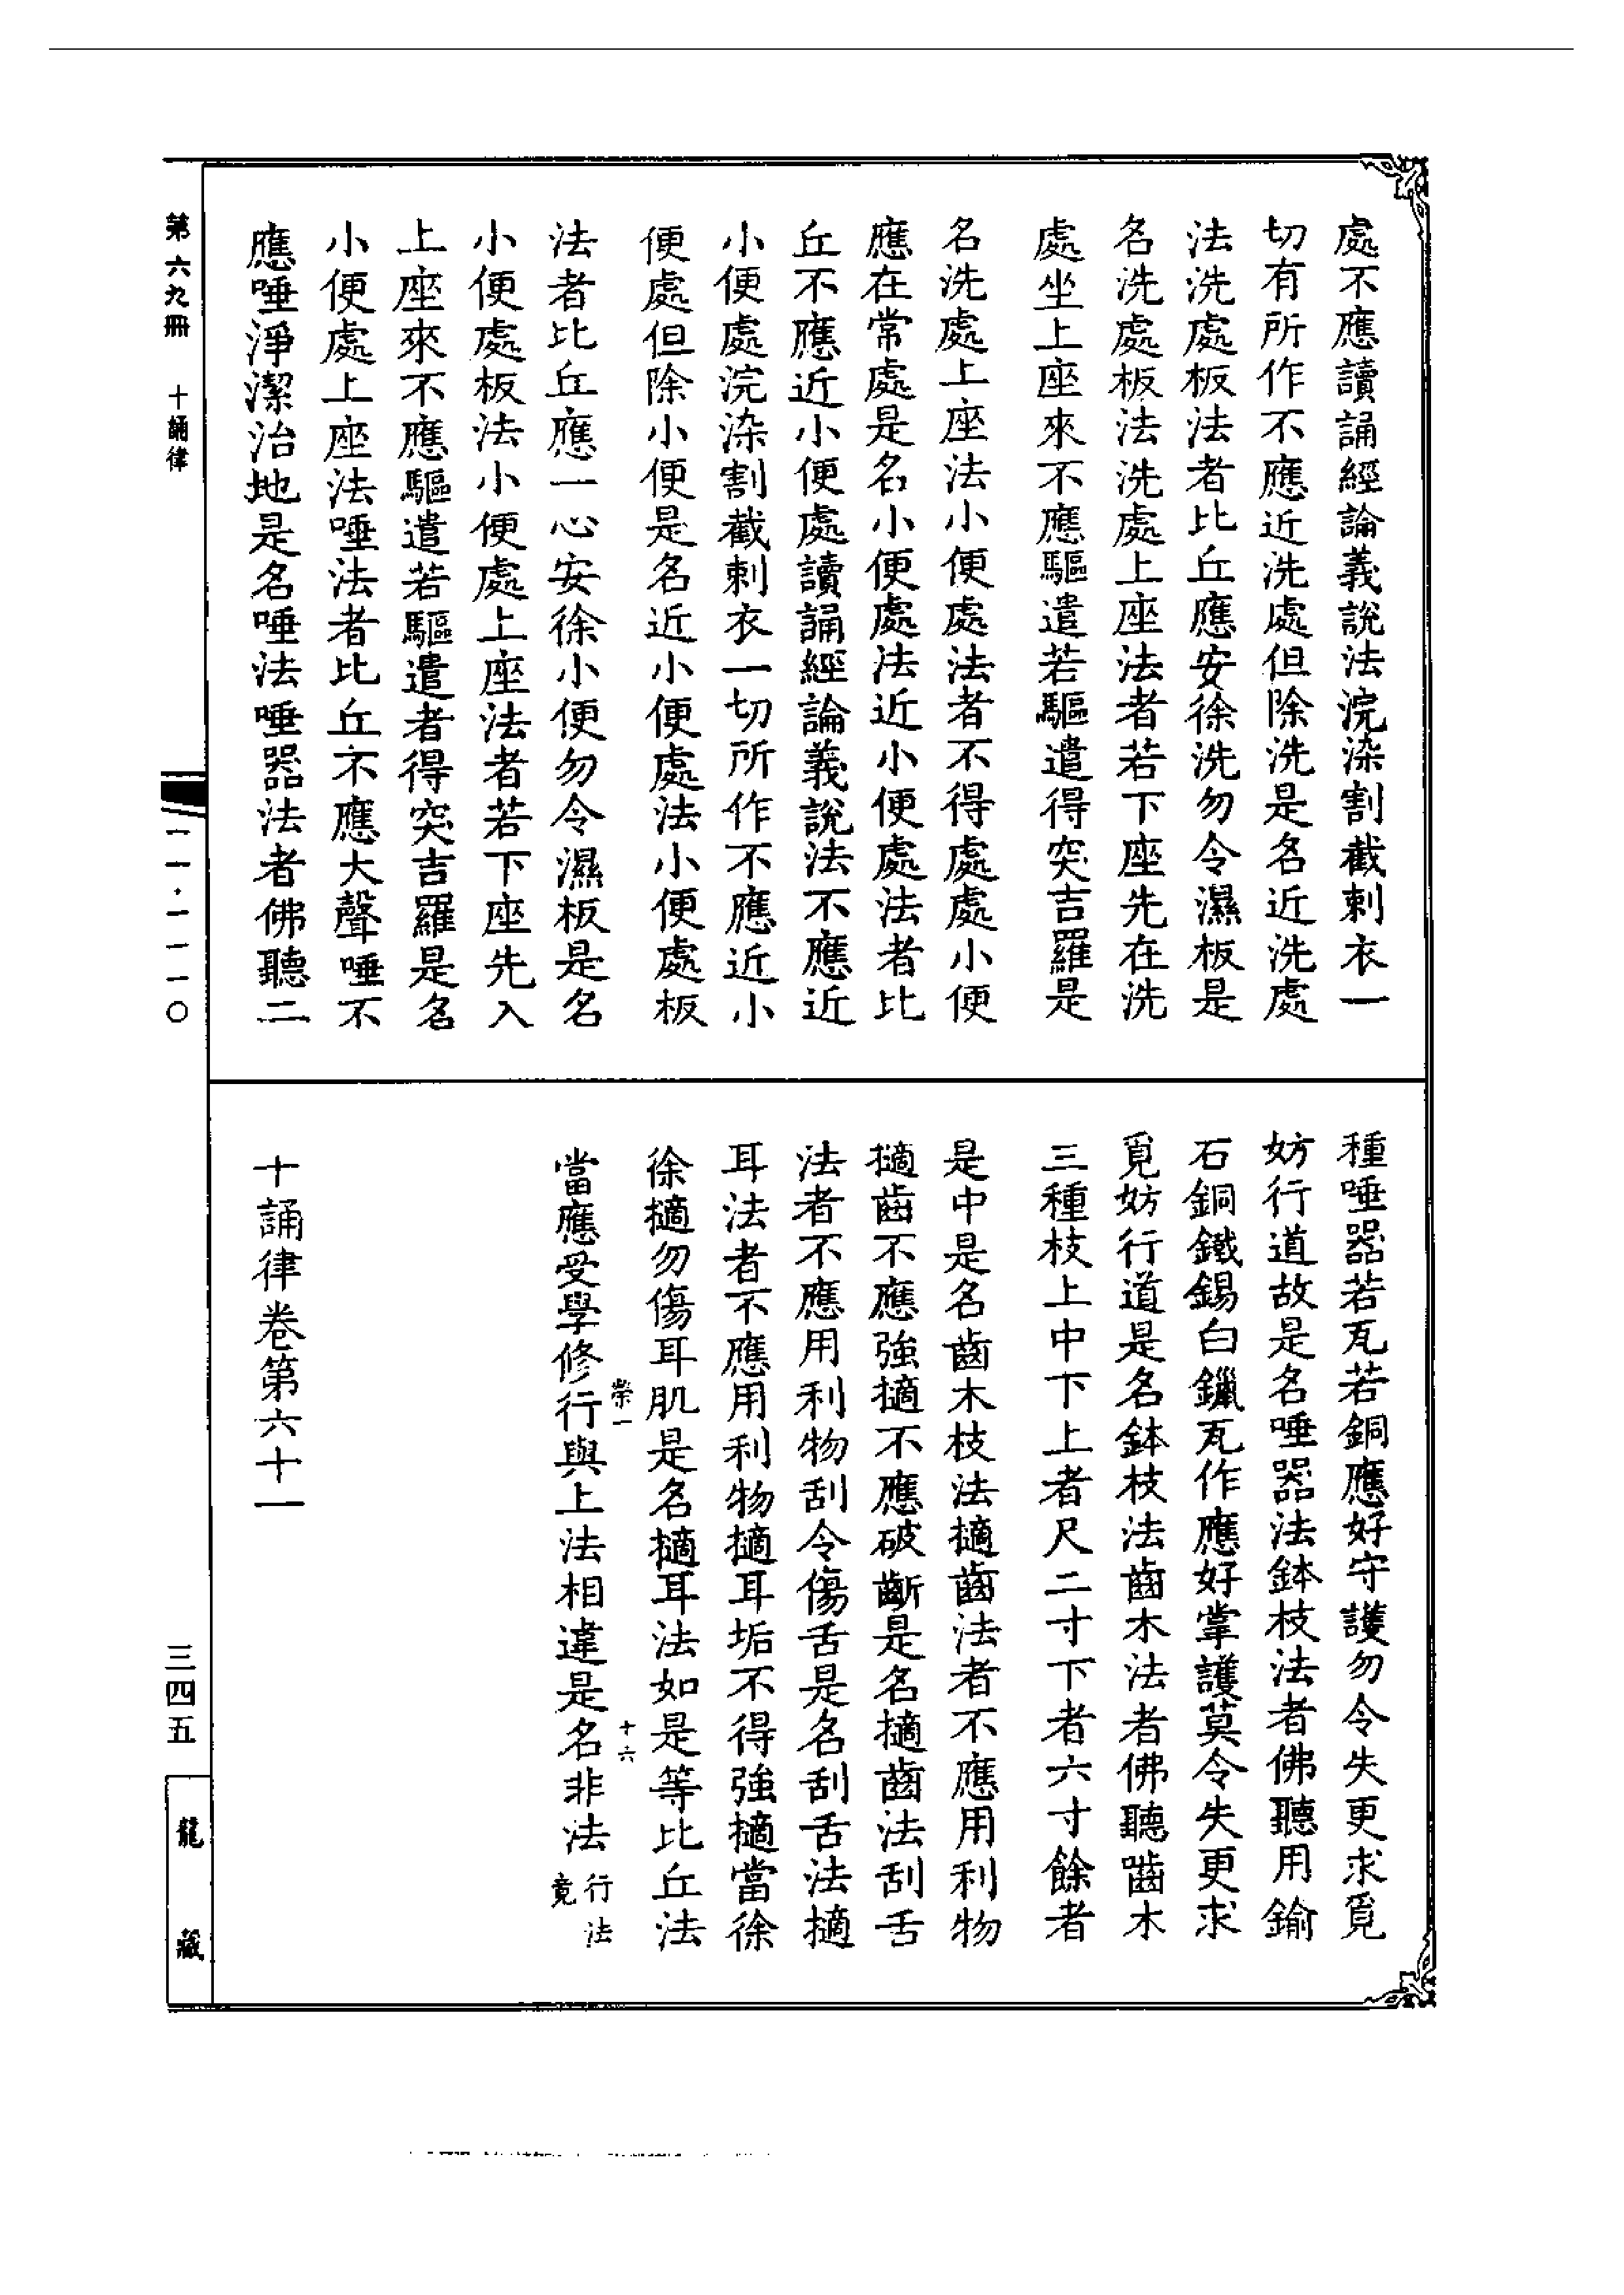 處不應讀誦經論義說法浣染割截刺衣一
切有所作不應近洗處但除洗是名近洗處
法洗處板法者比丘應安徐洗勿令濕板是
名洗處板法洗處上座法者若下座先在洗
處坐上座來不應驅遣若驅遣得突吉羅是
名洗處上座法小便處法者不得處處小便
應在常處是名小便處法近小便處法者比
丘不應近小便處讀誦經論義說法不應近
小便處浣染割截刺衣一切所作不應近小
便處但除小便是名近小便處法小便處板
法者比丘應一心安徐小便勿令濕板是名
小便處板法小便處上座法者若下座先入
上座來不應驅遣若驅遣者得突吉羅是名
小便處上座法唾法者比丘不應大聲唾不
應唾淨潔治地是名唾法唾器法者佛聽二
種唾器若瓦若銅應好守護勿令失更求覓
妨行道故是名唾器法鉢枝法者佛聽用鍮
石銅鐵錫白鑞瓦作應好掌護莫令失更求
覓妨行道是名鉢枝法齒木法者佛聽嚙木
三種枝上中下上者尺二寸下者六寸餘者
是中是名齒木枝法擿齒法者不應用利物
擿齒不應強擿不應破齗是名擿齒法刮舌
法者不應用利物刮令傷舌是名刮舌法擿
耳法者不應用利物擿耳垢不得強擿當徐
徐擿勿傷耳肌是名擿耳法如是等比丘法
當應受學修行與上法相違是名非法行法竟
榮一
十六
十誦律卷第六十一
第六九冊 十誦律
一一·一一一〇
三四五
龍藏